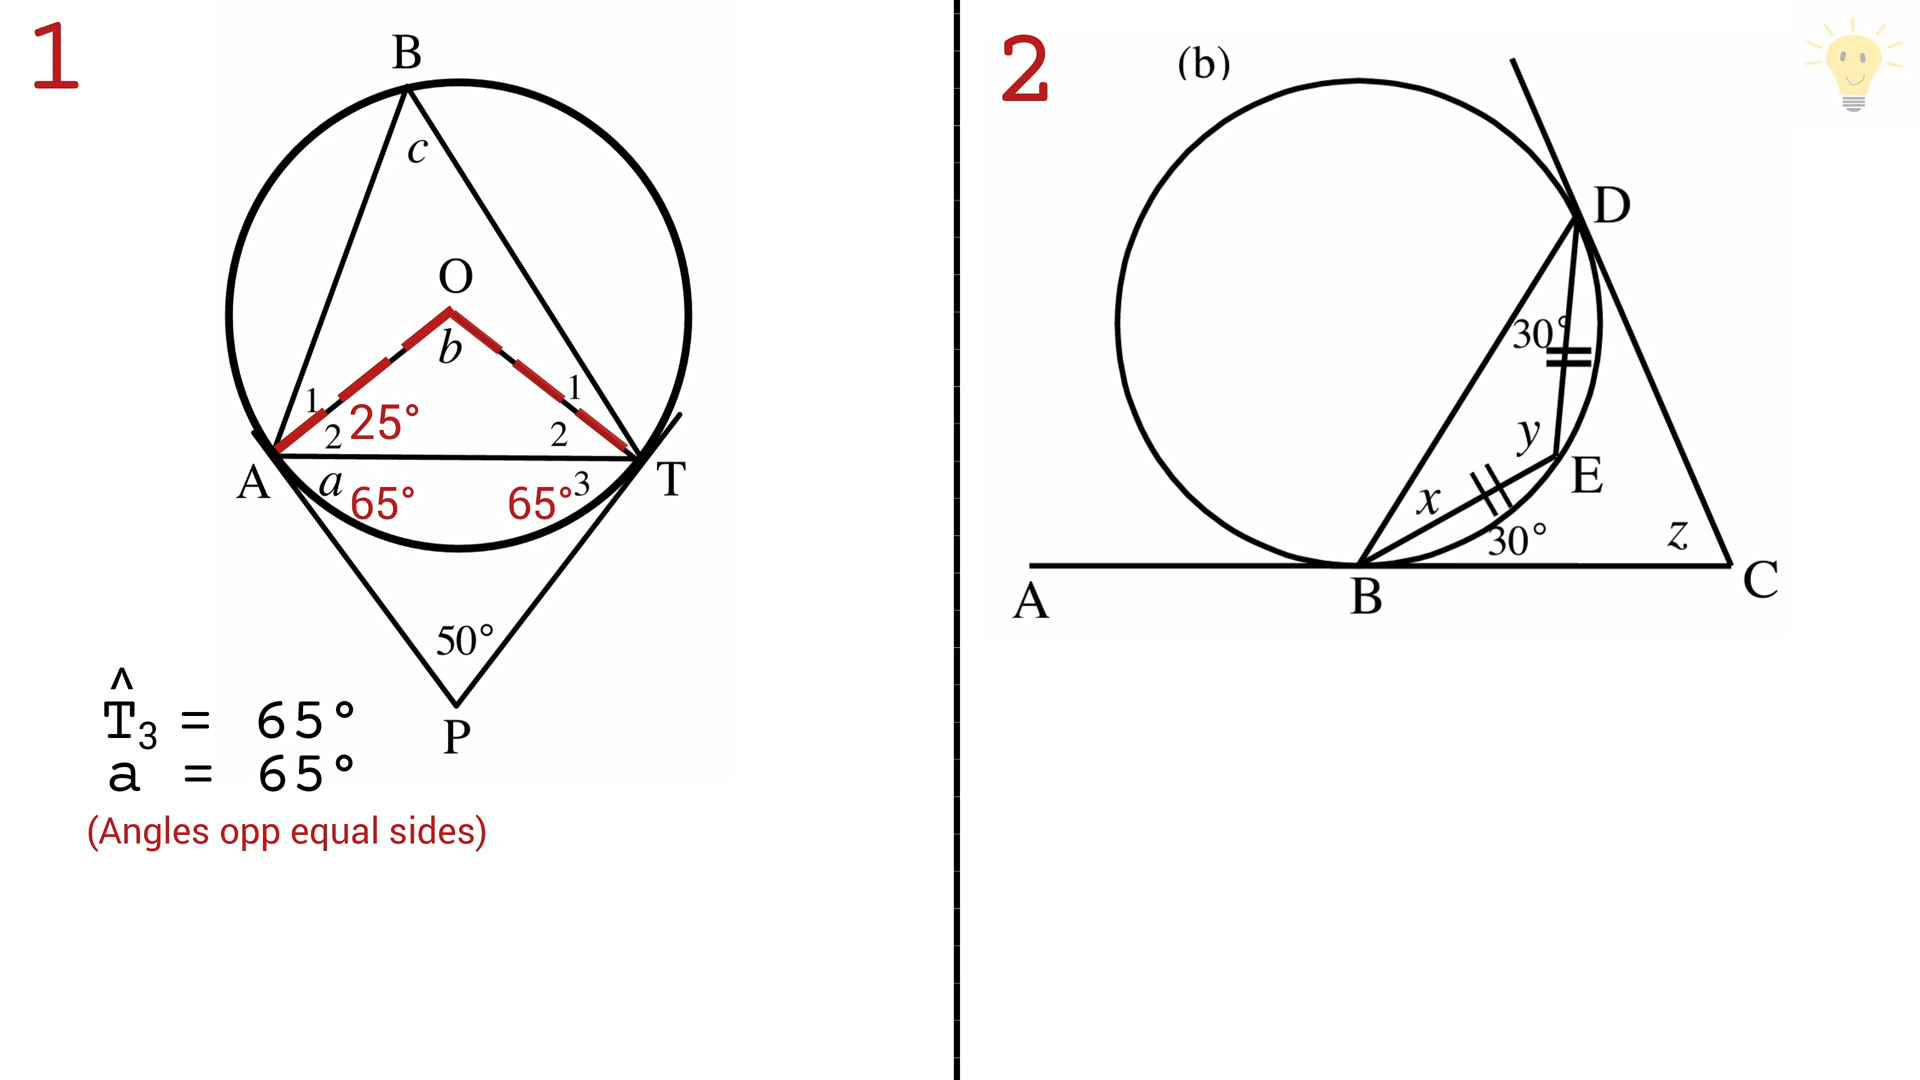 1
B
c
O
b
1
1
25°
2
2
A
a
65°
65°
3
T
50°
P
T̂₃ = 65°
a = 65°
(Angles opp equal sides)
2
(b)
D
30°
y
E
x
30°
z
A
B
C